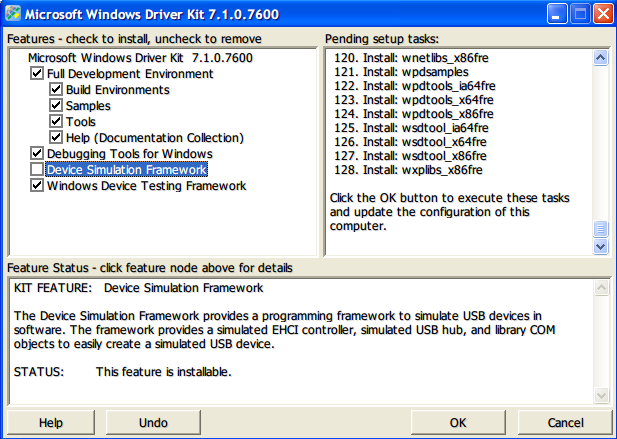 Microsoft Windows Driver Kit 7.1.0.7600
Features - check to install, uncheck to remove
Microsoft Windows Driver Kit 7.1.0.7600
Full Development Environment
Build Environments
Samples
Tools
Help (Documentation Collection)
Debugging Tools for Windows
Device Simulation Framework
Windows Device Testing Framework
Pending setup tasks:
120. Install: wnetlibs_x86fre
121. Install: wpdsamples
122. Install: wpdtools_ia64fre
123. Install: wpdtools_x64fre
124. Install: wpdtools_x86fre
125. Install: wsdtool_ia64fre
126. Install: wsdtool_x64fre
127. Install: wsdtool_x86fre
128. Install: wxplibs_x86fre
Click the OK button to execute these tasks
and update the configuration of this
computer.
Feature Status - click feature node above for details
KIT FEATURE: Device Simulation Framework
The Device Simulation Framework provides a programming framework to simulate USB devices in
software. The framework provides a simulated EHCI controller, simulated USB hub, and library COM
objects to easily create a simulated USB device.
STATUS: This feature is installable.
Help
Undo
OK
Cancel